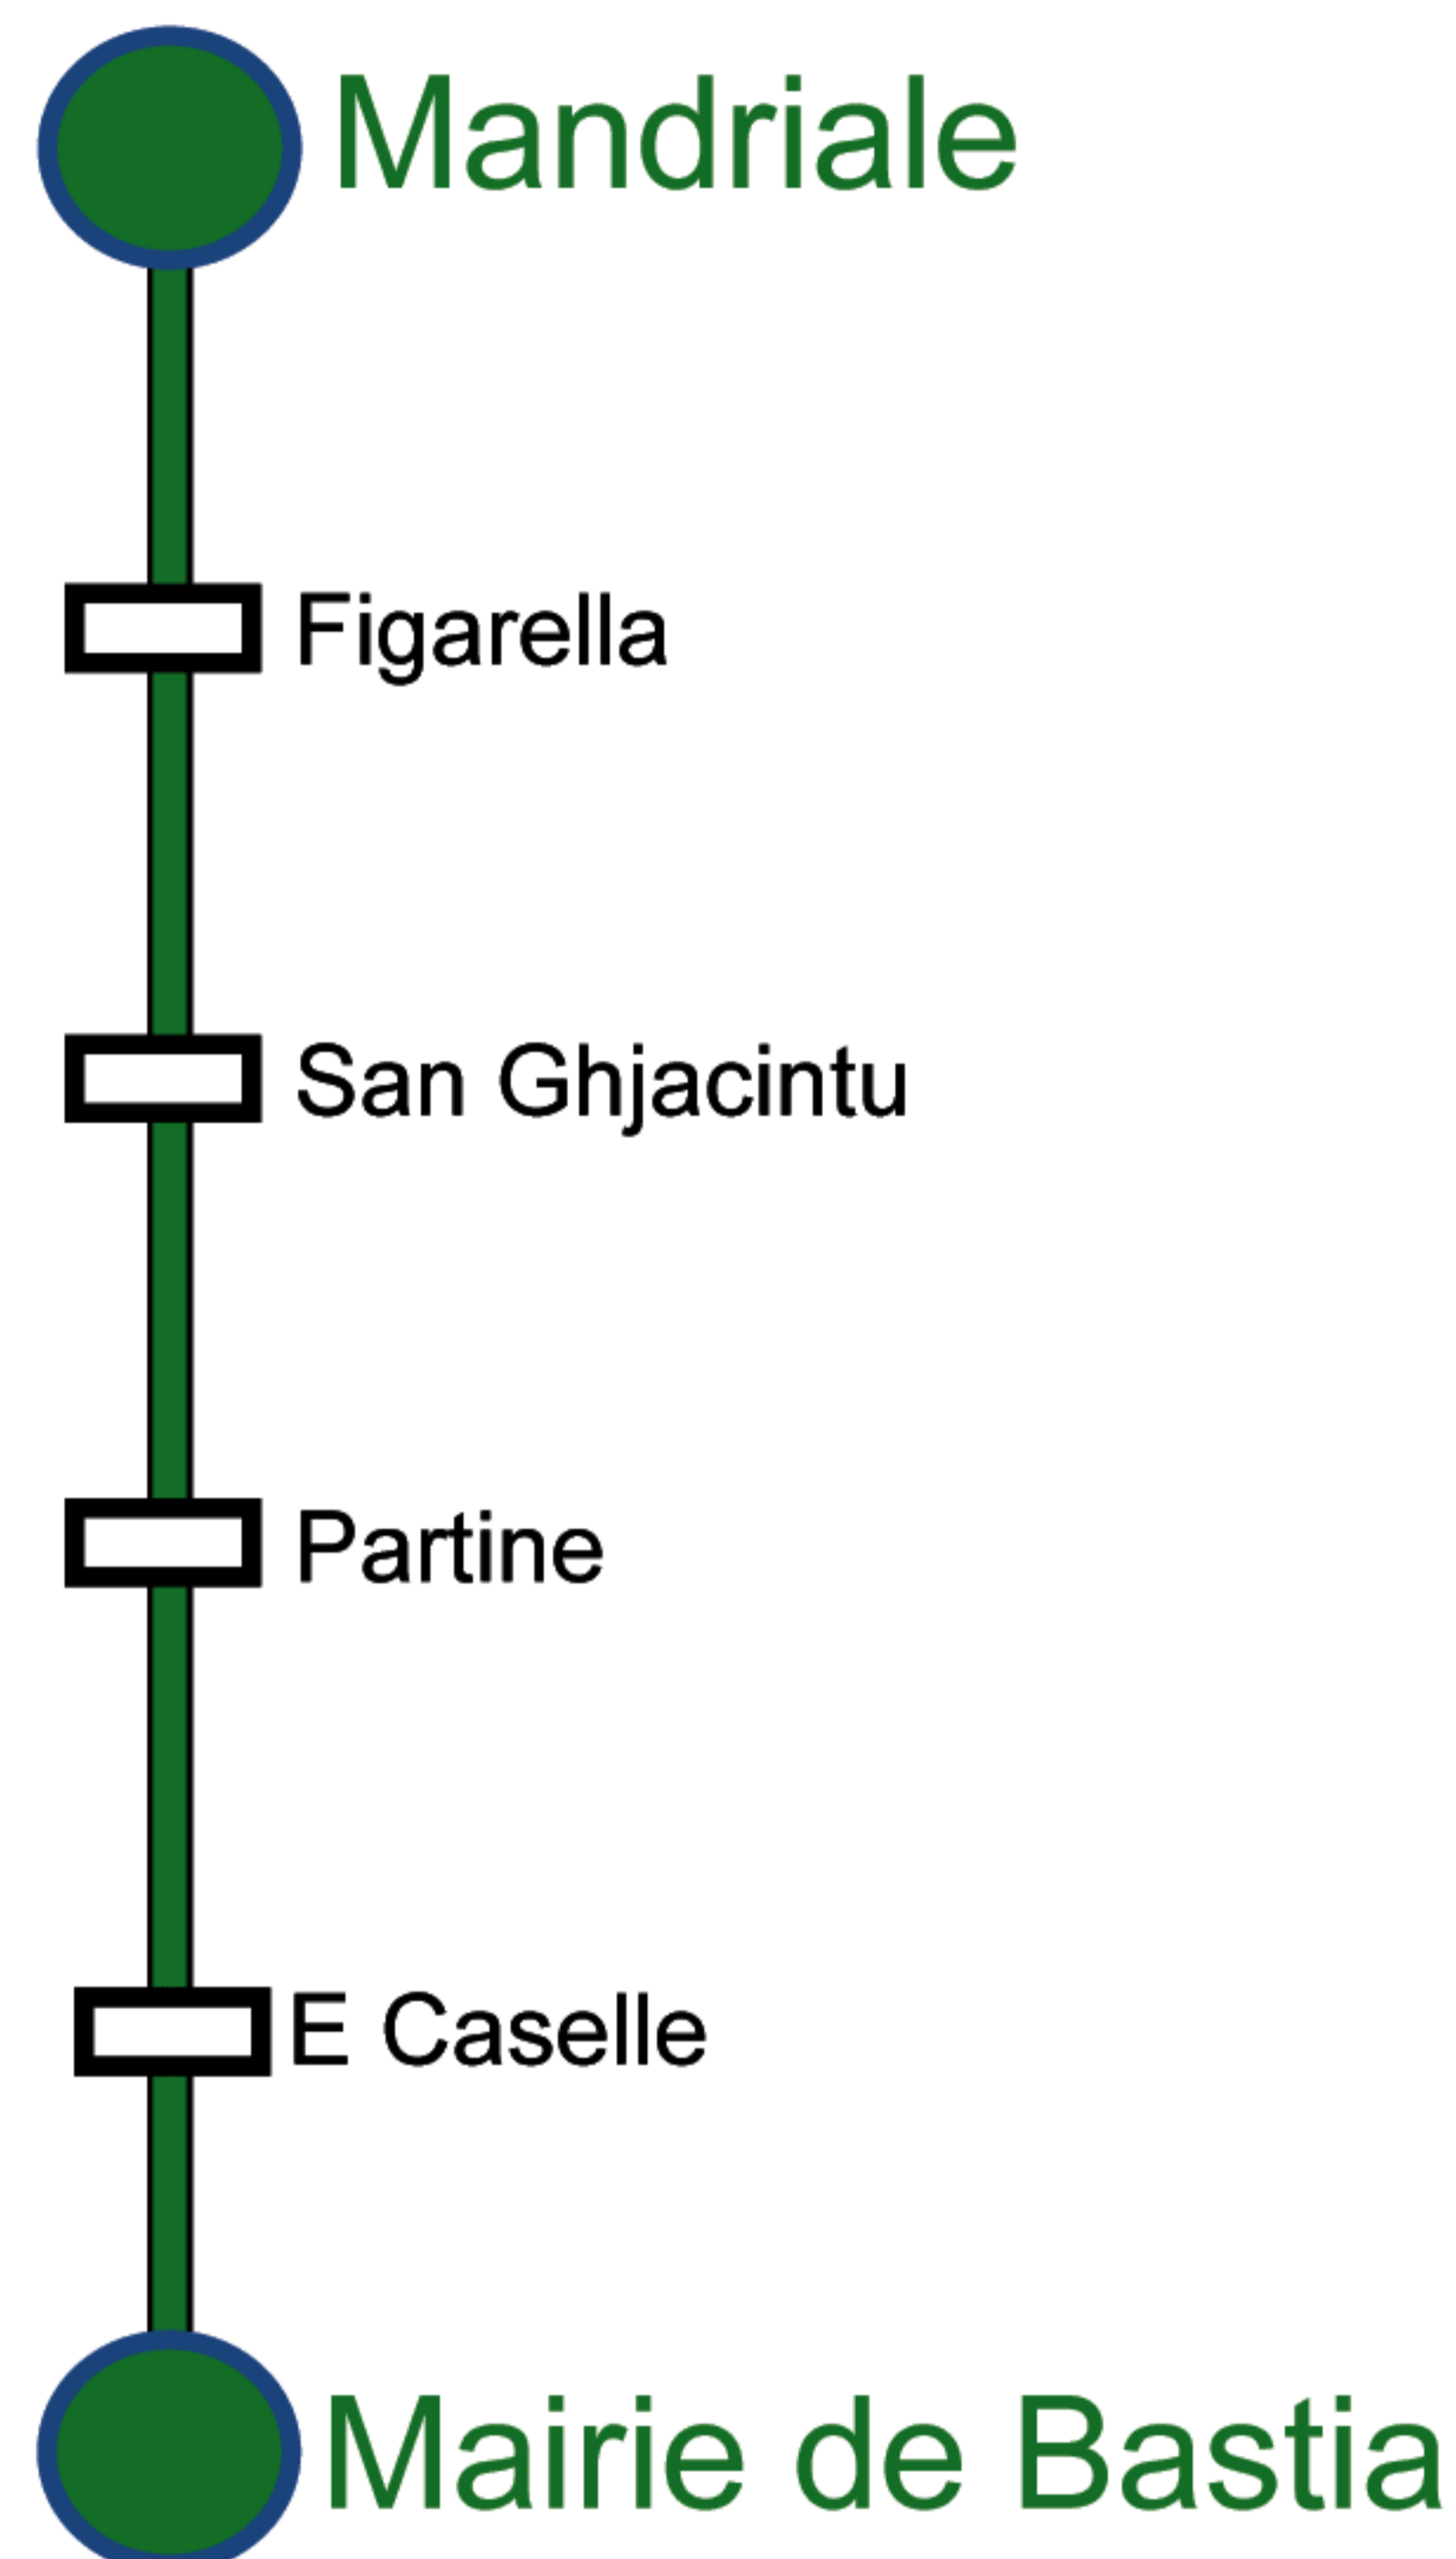 Mandriale
Figarella
San Ghjacintu
Partine
E Caselle
Mairie de Bastia